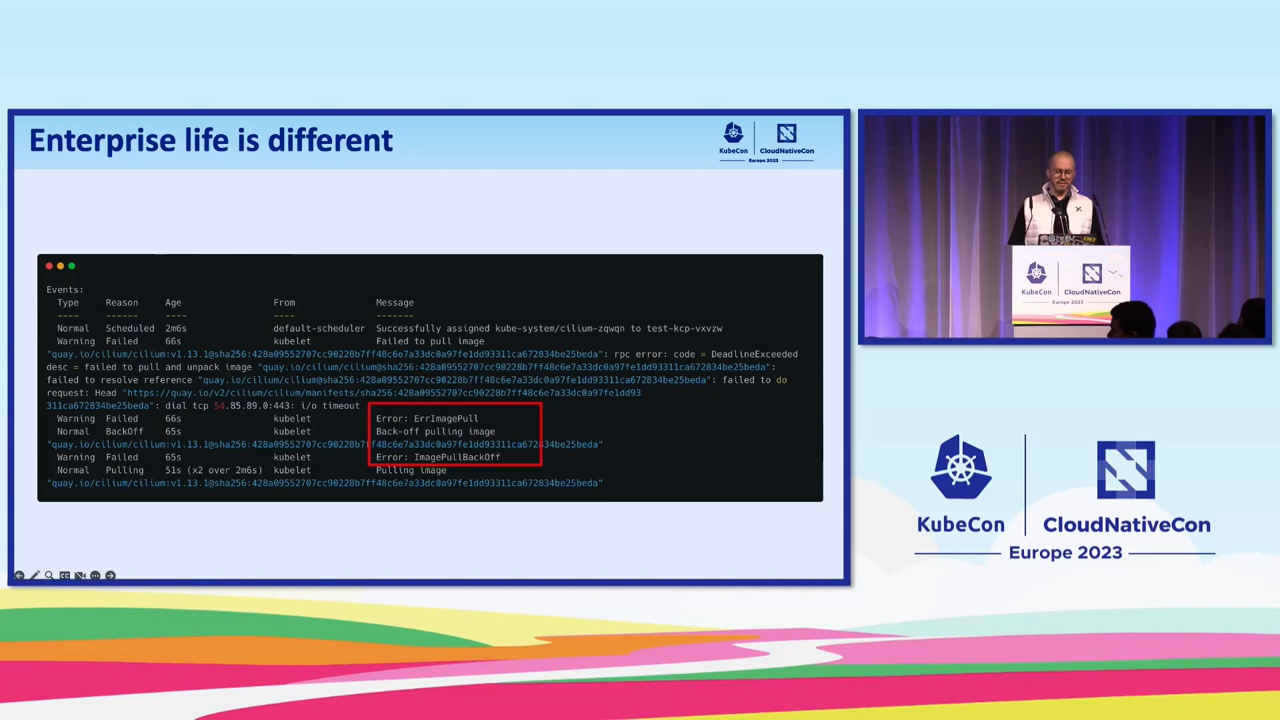 Enterprise life is different
KubeCon
CloudNativeCon
Europe 2023
Events:
Type Reason Age From Message
---- ------ ---- ---- -------
Normal Scheduled 2m6s default-scheduler Successfully assigned kube-system/cilium-zqwqn to test-kcp-vxvzw
Warning Failed 66s kubelet Failed to pull image
"quay.io/cilium/cilium:v1.13.1@sha256:428a09552707cc90228b7ff48c6e7a33dc0a97fe1dd93311ca672834be25beda": rpc error: code = DeadlineExceeded
desc = failed to pull and unpack image "quay.io/cilium/cilium@sha256:428a09552707cc90228b7ff48c6e7a33dc0a97fe1dd93311ca672834be25beda":
failed to resolve reference "quay.io/cilium/cilium@sha256:428a09552707cc90228b7ff48c6e7a33dc0a97fe1dd93311ca672834be25beda": failed to do
request: Head "https://quay.io/v2/cilium/cilium/manifests/sha256:428a09552707cc90228b7ff48c6e7a33dc0a97fe1dd93
311ca672834be25beda": dial tcp 54.85.89.0:443: i/o timeout
Warning Failed 66s kubelet Error: ErrImagePull
Normal BackOff 65s kubelet Back-off pulling image
"quay.io/cilium/cilium:v1.13.1@sha256:428a09552707cc90228b7ff48c6e7a33dc0a97fe1dd93311ca672834be25beda"
Warning Failed 65s kubelet Error: ImagePullBackOff
Normal Pulling 51s (x2 over 2m6s) kubelet Pulling image
"quay.io/cilium/cilium:v1.13.1@sha256:428a09552707cc90228b7ff48c6e7a33dc0a97fe1dd93311ca672834be25beda"
KubeCon
CloudNativeCon
Europe 2023
KubeCon
CloudNativeCon
Europe 2023